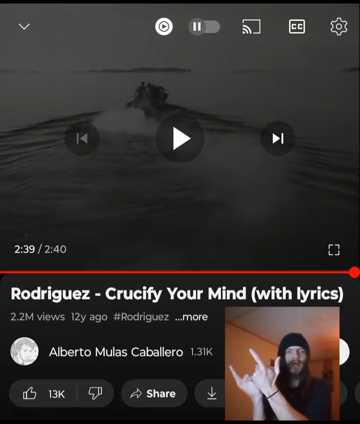 CC
2:39 / 2:40
Rodriguez - Crucify Your Mind (with lyrics)
2.2M views 12y ago #Rodriguez ...more
Alberto Mulas Caballero 1.31K
13K Share